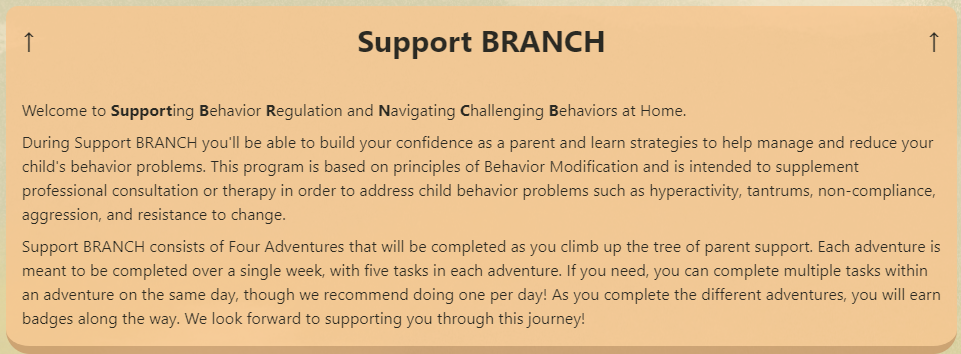 ↑ Support BRANCH ↑
Welcome to Supporting Behavior Regulation and Navigating Challenging Behaviors at Home.
During Support BRANCH you'll be able to build your confidence as a parent and learn strategies to help manage and reduce your
child's behavior problems. This program is based on principles of Behavior Modification and is intended to supplement
professional consultation or therapy in order to address child behavior problems such as hyperactivity, tantrums, non-compliance,
aggression, and resistance to change.
Support BRANCH consists of Four Adventures that will be completed as you climb up the tree of parent support. Each adventure is
meant to be completed over a single week, with five tasks in each adventure. If you need, you can complete multiple tasks within
an adventure on the same day, though we recommend doing one per day! As you complete the different adventures, you will earn
badges along the way. We look forward to supporting you through this journey!